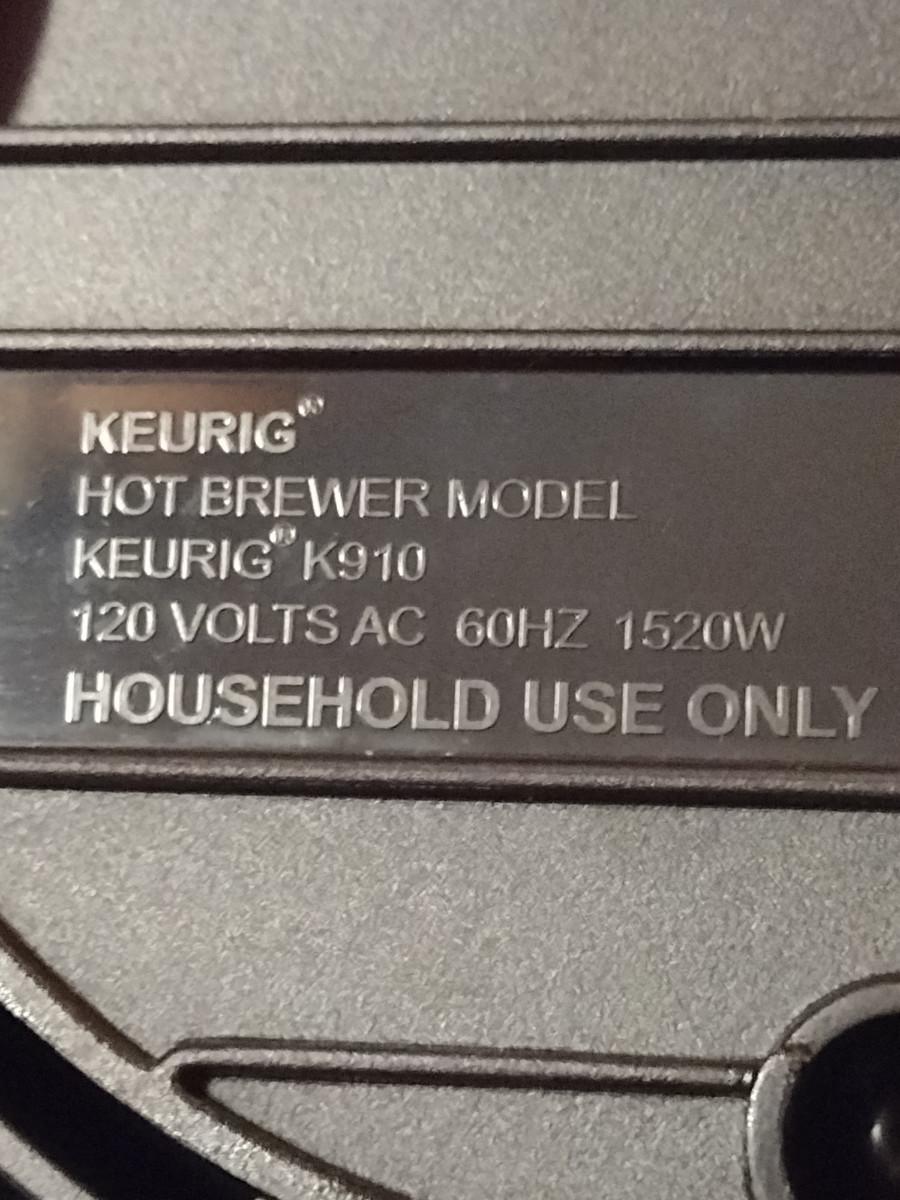 KEURIG®
HOT BREWER MODEL
KEURIG® K910
120 VOLTS AC 60HZ 1520W
HOUSEHOLD USE ONLY